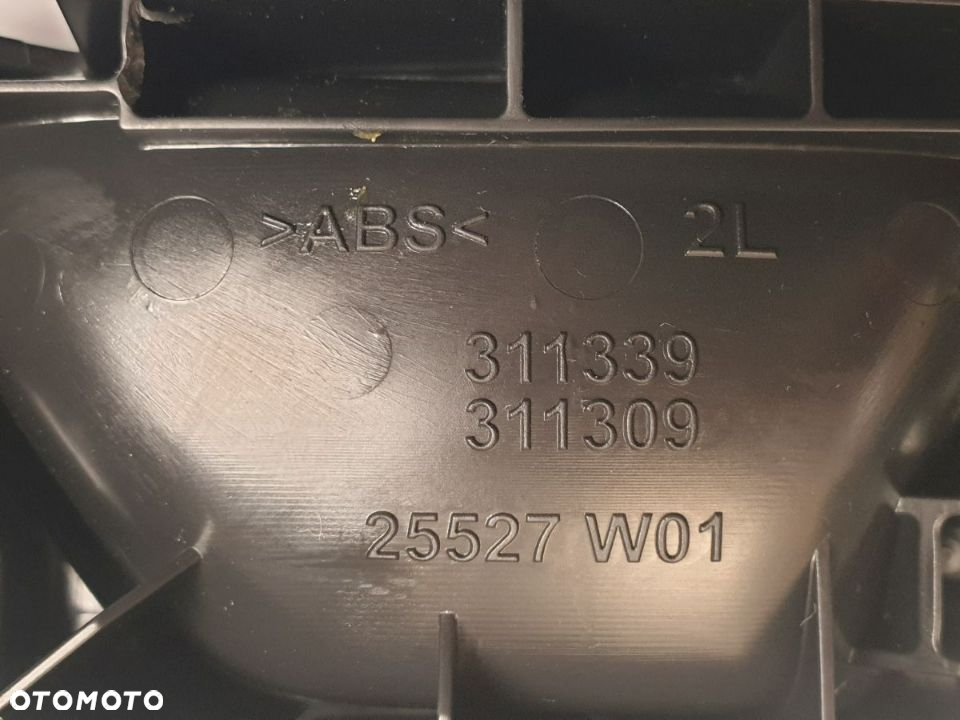 >ABS< 2L
311339
311309
25527 W01
OTOMOTO